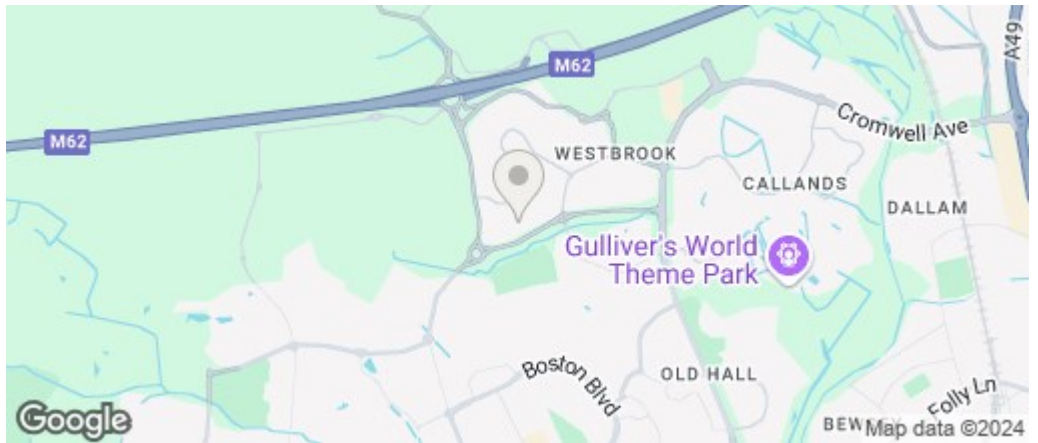 A49
M62
M62
Cromwell Ave
WESTBROOK
CALLANDS
DALLAM
Gulliver's World
Theme Park
Boston Blvd
OLD HALL
Folly Ln
Google
Map data ©2024